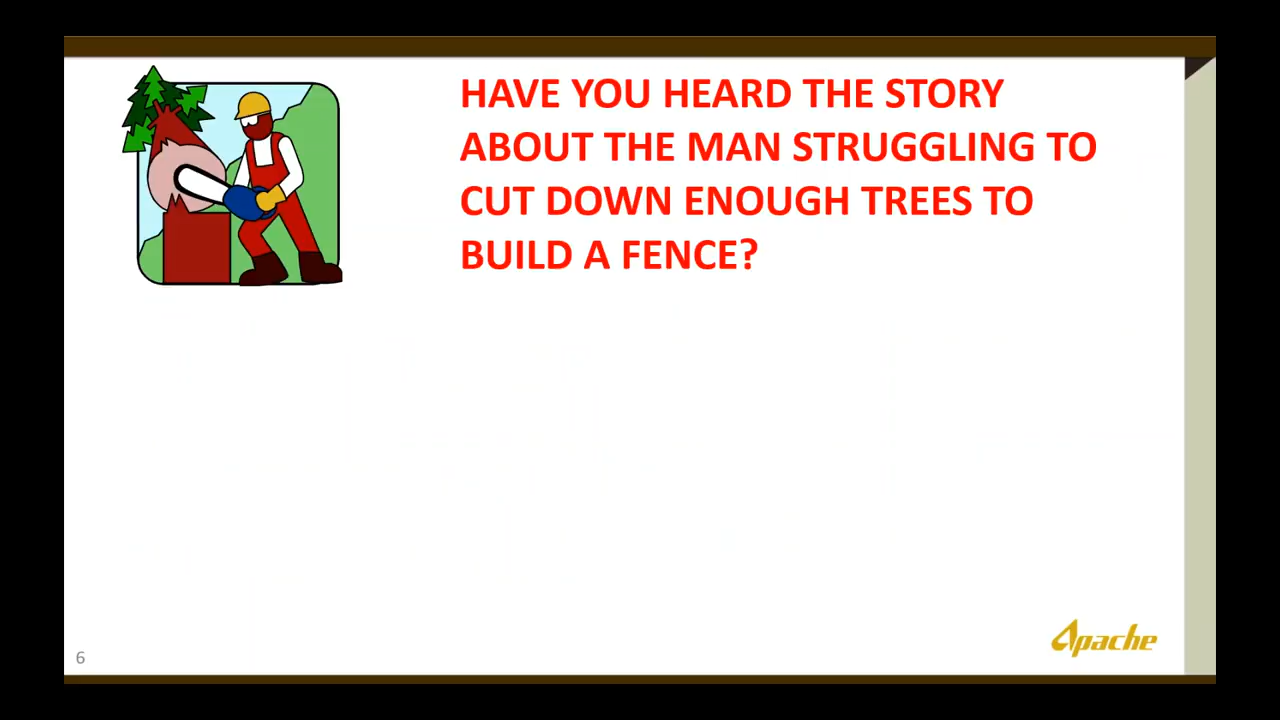 HAVE YOU HEARD THE STORY
ABOUT THE MAN STRUGGLING TO
CUT DOWN ENOUGH TREES TO
BUILD A FENCE?
Apache
6